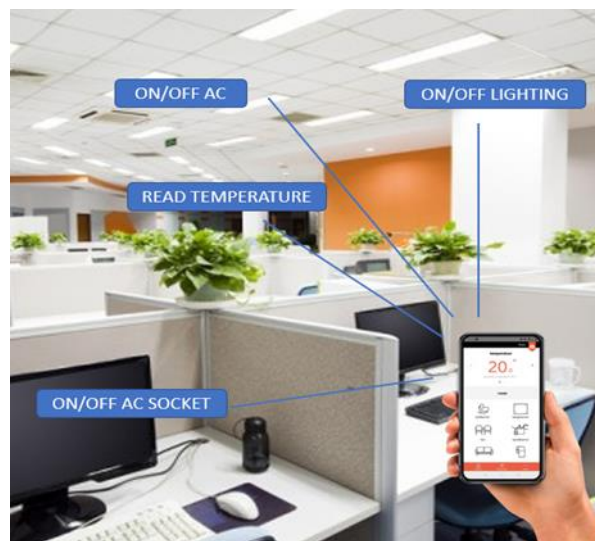 ON/OFF AC
ON/OFF LIGHTING
READ TEMPERATURE
ON/OFF AC SOCKET
20.